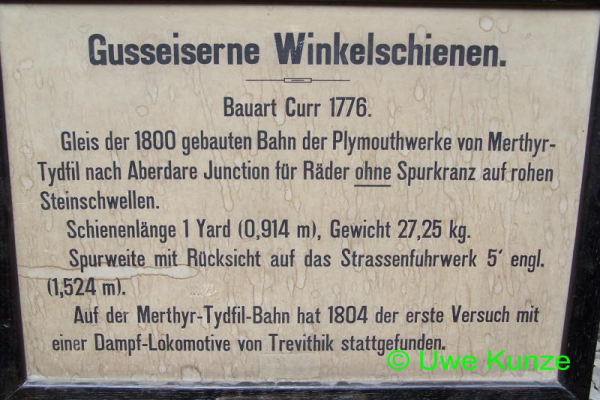 Gusseiserne Winkelschienen.
Bauart Curr 1776.
Gleis der 1800 gebauten Bahn der Plymouthwerke von Merthyr-
Tydfil nach Aberdare Junction für Räder ohne Spurkranz auf rohen
Steinschwellen.
Schienenlänge 1 Yard (0,914 m), Gewicht 27,25 kg.
Spurweite mit Rücksicht auf das Strassenfuhrwerk 5′ engl.
(1,524 m).
Auf der Merthyr-Tydfil-Bahn hat 1804 der erste Versuch mit
einer Dampf-Lokomotive von Trevithik stattgefunden.
© Uwe Kunze